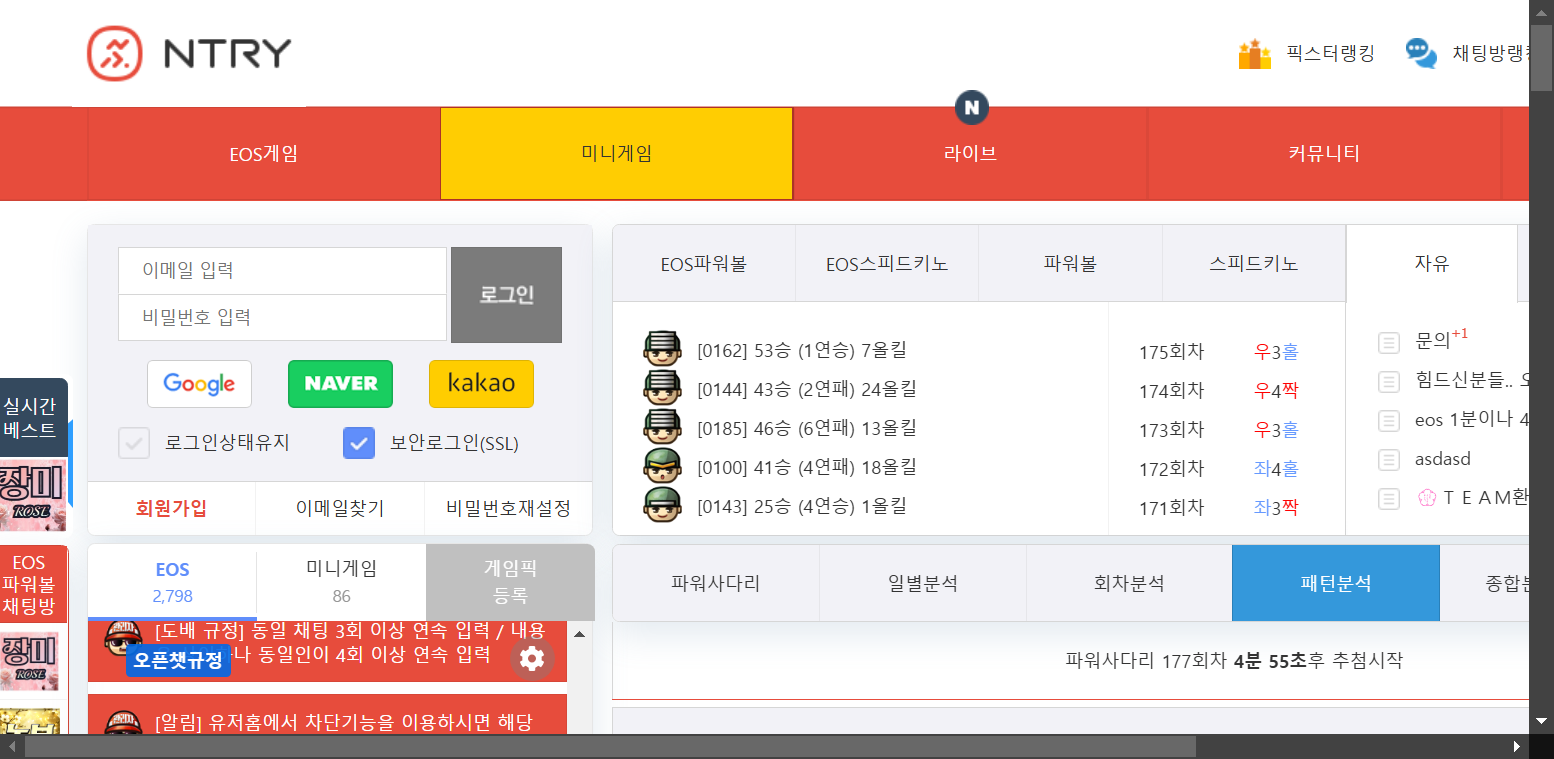 NTRY
픽스터랭킹
채팅방랭킹
N
EOS게임
미니게임
라이브
커뮤니티
이메일 입력
비밀번호 입력
로그인
Google
NAVER
kakao
로그인상태유지
보안로그인(SSL)
회원가입
이메일찾기
비밀번호재설정
EOS파워볼
EOS스피드키노
파워볼
스피드키노
자유
[0162] 53승 (1연승) 7올킬
[0144] 43승 (2연패) 24올킬
[0185] 46승 (6연패) 13올킬
[0100] 41승 (4연패) 18올킬
[0143] 25승 (4연승) 1올킬
175회차 우3홀
174회차 우4짝
173회차 우3홀
172회차 좌4홀
171회차 좌3짝
문의+1
힘드신분들..
eos 1분이나 4
asdasd
T E A M환
실시간
베스트
장미
ROSE
EOS
파워볼
채팅방
장미
ROSE
EOS
2,798
미니게임
86
게임픽
등록
[도배 규정] 동일 채팅 3회 이상 연속 입력 / 내용
나 동일인이 4회 이상 연속 입력
오픈챗규정
[알림] 유저홈에서 차단기능을 이용하시면 해당
파워사다리
일별분석
회차분석
패턴분석
종합분
파워사다리 177회차 4분 55초후 추첨시작